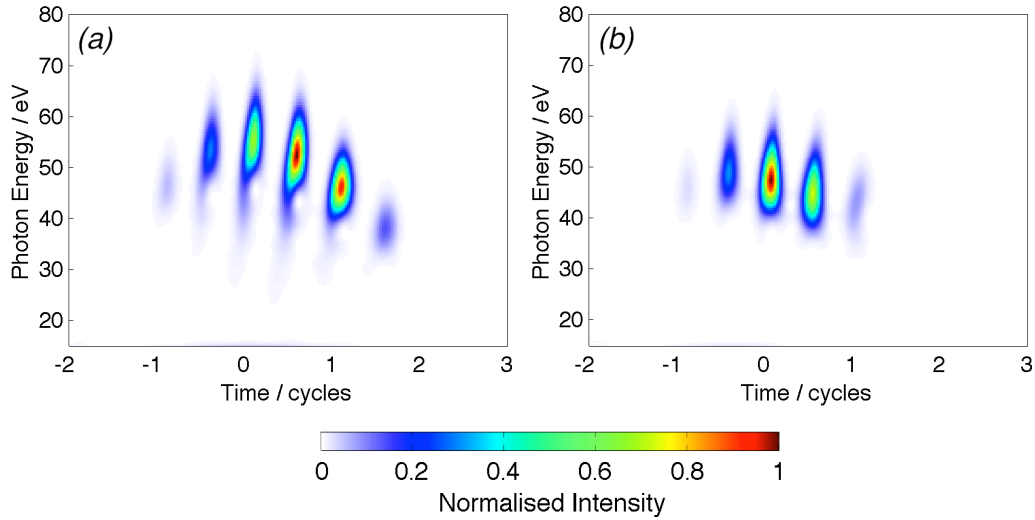 (a)
80
70
60
50
40
30
20
Photon Energy / eV
-2 -1 0 1 2 3
Time / cycles
(b)
80
70
60
50
40
30
20
Photon Energy / eV
-2 -1 0 1 2 3
Time / cycles
0 0.2 0.4 0.6 0.8 1
Normalised Intensity